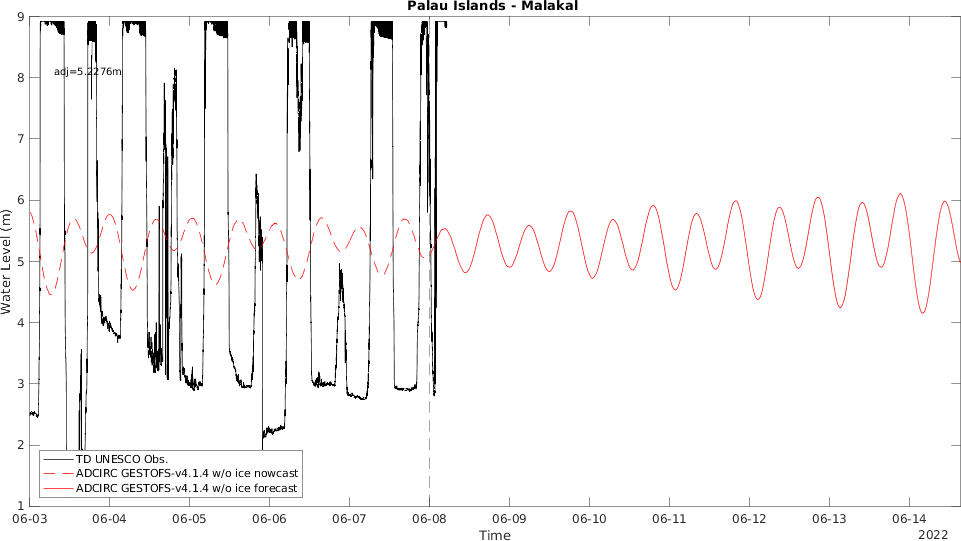 Palau Islands - Malakal
9
8
7
6
5
4
3
2
1
Water Level (m)
adj=5.2276m
TD UNESCO Obs.
ADCIRC GESTOFS-v4.1.4 w/o ice nowcast
ADCIRC GESTOFS-v4.1.4 w/o ice forecast
06-03 06-04 06-05 06-06 06-07 06-08 06-09 06-10 06-11 06-12 06-13 06-14
Time
2022